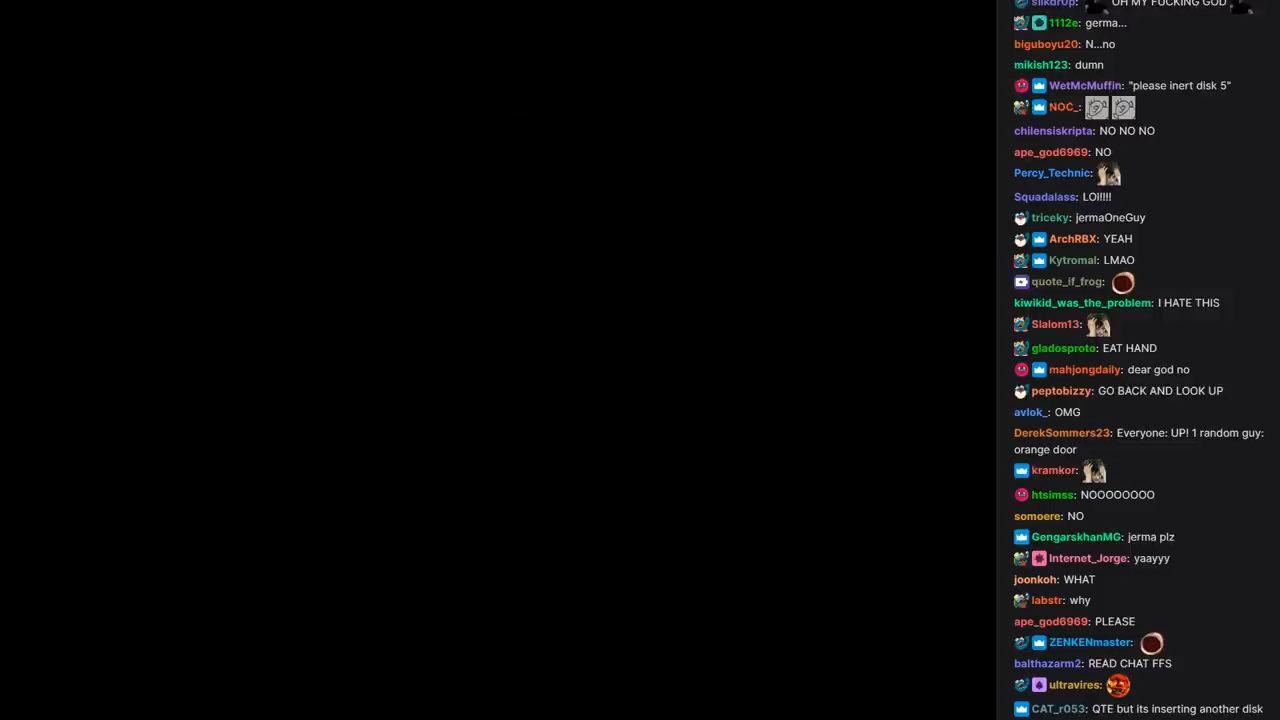 slikdr0p: OH MY FUCKING GOD
1112e: germa...
biguboyu20: N...no
mikish123: dumn
WetMcMuffin: "please inert disk 5"
NOC_:
chilensiskripta: NO NO NO
ape_god6969: NO
Percy_Technic:
Squadalass: LOI!!!!
triceky: jermaOneGuy
ArchRBX: YEAH
Kytromal: LMAO
quote_if_frog:
kiwikid_was_the_problem: I HATE THIS
Slalom13:
gladosproto: EAT HAND
mahjongdaily: dear god no
peptobizzy: GO BACK AND LOOK UP
avlok_: OMG
DerekSommers23: Everyone: UP! 1 random guy:
orange door
kramkor:
htsimss: NOOOOOOOO
somoere: NO
GengarskhanMG: jerma plz
Internet_Jorge: yaayyy
joonkoh: WHAT
labstr: why
ape_god6969: PLEASE
ZENKENmaster:
balthazarm2: READ CHAT FFS
ultravires:
CAT_r053: QTE but its inserting another disk